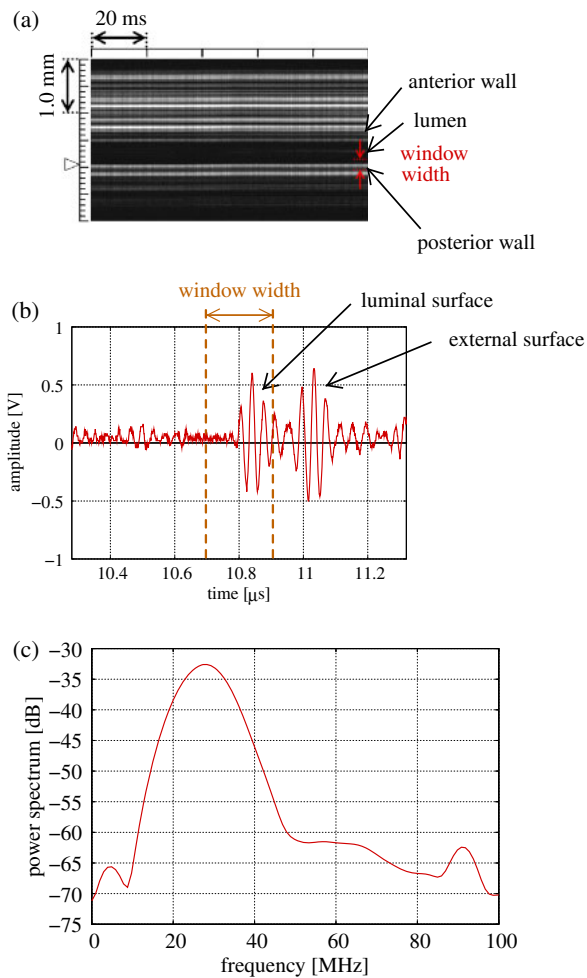 (a)
20 ms
1.0 mm
anterior wall
lumen
window
width
posterior wall
(b)
window width
luminal surface
external surface
1
0.5
0
−0.5
−1
amplitude [V]
10.4 10.6 10.8 11 11.2
time [μs]
(c)
−30
−35
−40
−45
−50
−55
−60
−65
−70
−75
power spectrum [dB]
0 20 40 60 80 100
frequency [MHz]